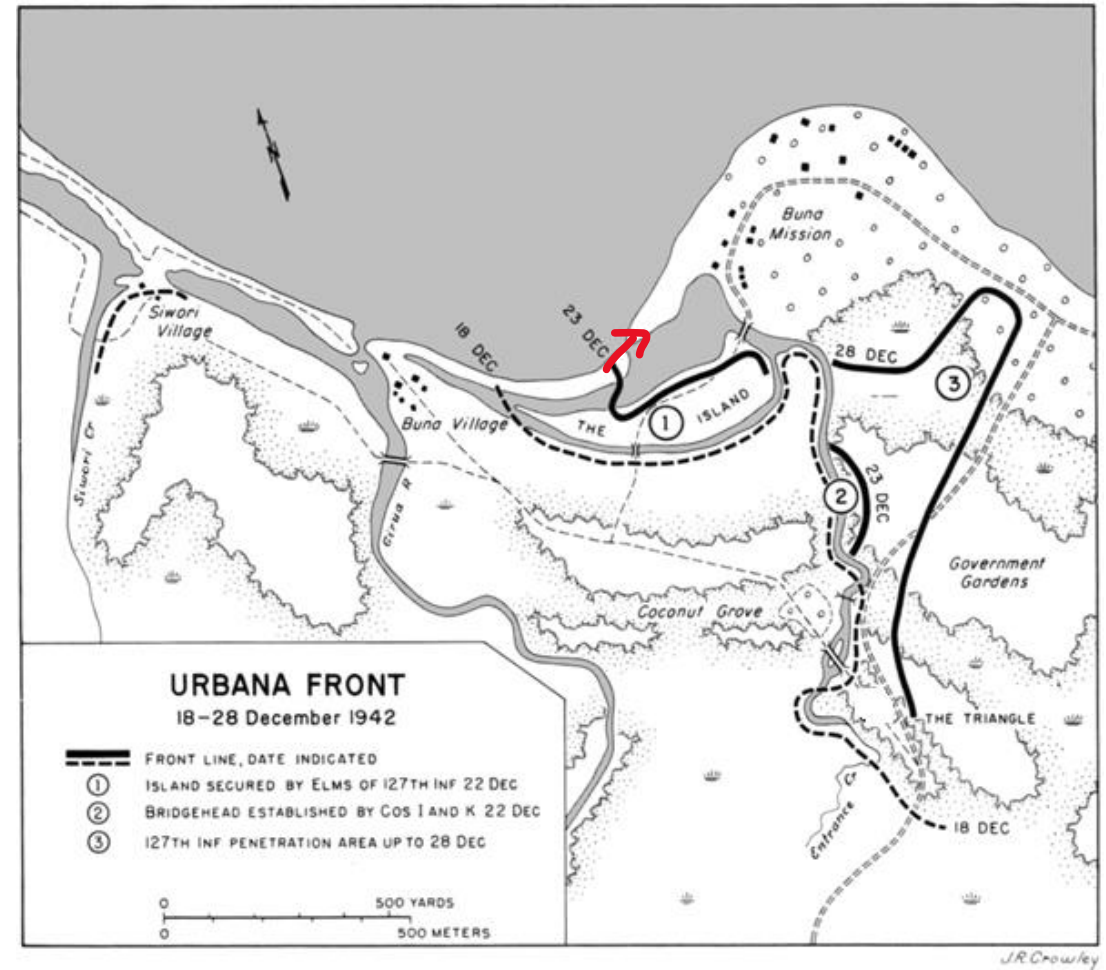 N
Buna
Mission
Siwori
Village
18 DEC
23 DEC
28 DEC
3
Buna Village
THE
1
ISLAND
Siwori C.
Girua R
2
23 DEC
Government
Gardens
Coconut Grove
THE TRIANGLE
Entrance Cr
18 DEC
URBANA FRONT
18–28 December 1942
FRONT LINE, DATE INDICATED
1 ISLAND SECURED BY ELMS OF 127TH INF 22 DEC
2 BRIDGEHEAD ESTABLISHED BY COS I AND K 22 DEC
3 127TH INF PENETRATION AREA UP TO 28 DEC
0 500 YARDS
0 500 METERS
J.R.Crowley